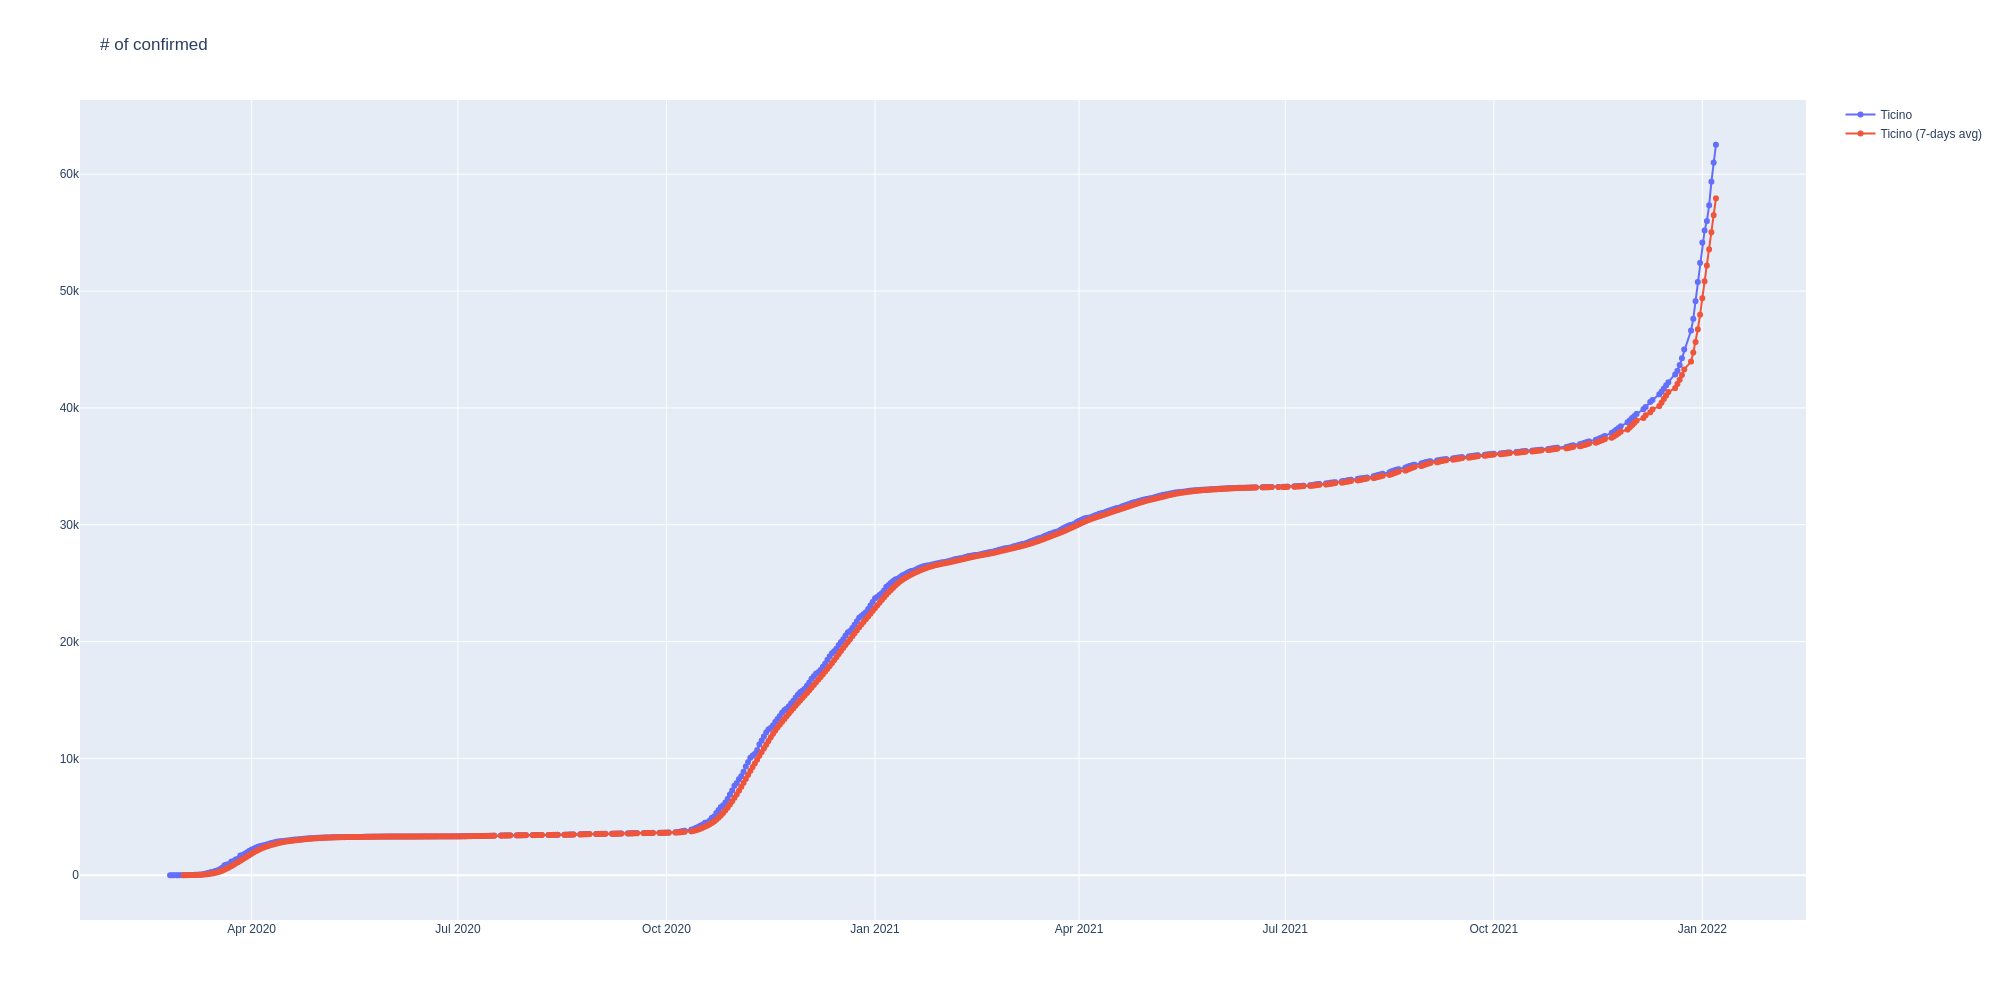 # of confirmed
Ticino
Ticino (7-days avg)
60k
50k
40k
30k
20k
10k
0
Apr 2020
Jul 2020
Oct 2020
Jan 2021
Apr 2021
Jul 2021
Oct 2021
Jan 2022